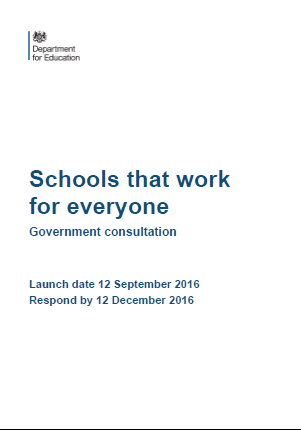 Department
for Education
Schools that work
for everyone
Government consultation
Launch date 12 September 2016
Respond by 12 December 2016